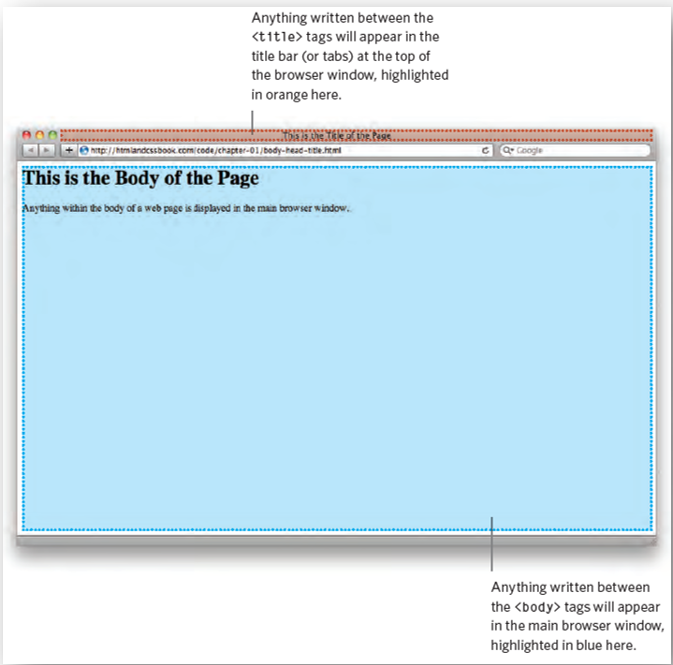 Anything written between the
<title> tags will appear in the
title bar (or tabs) at the top of
the browser window, highlighted
in orange here.
This is the Title of the Page
http://htmlandcssbook.com/code/chapter-01/body-head-title.html
Google
This is the Body of the Page
Anything within the body of a web page is displayed in the main browser window.
Anything written between
the <body> tags will appear
in the main browser window,
highlighted in blue here.